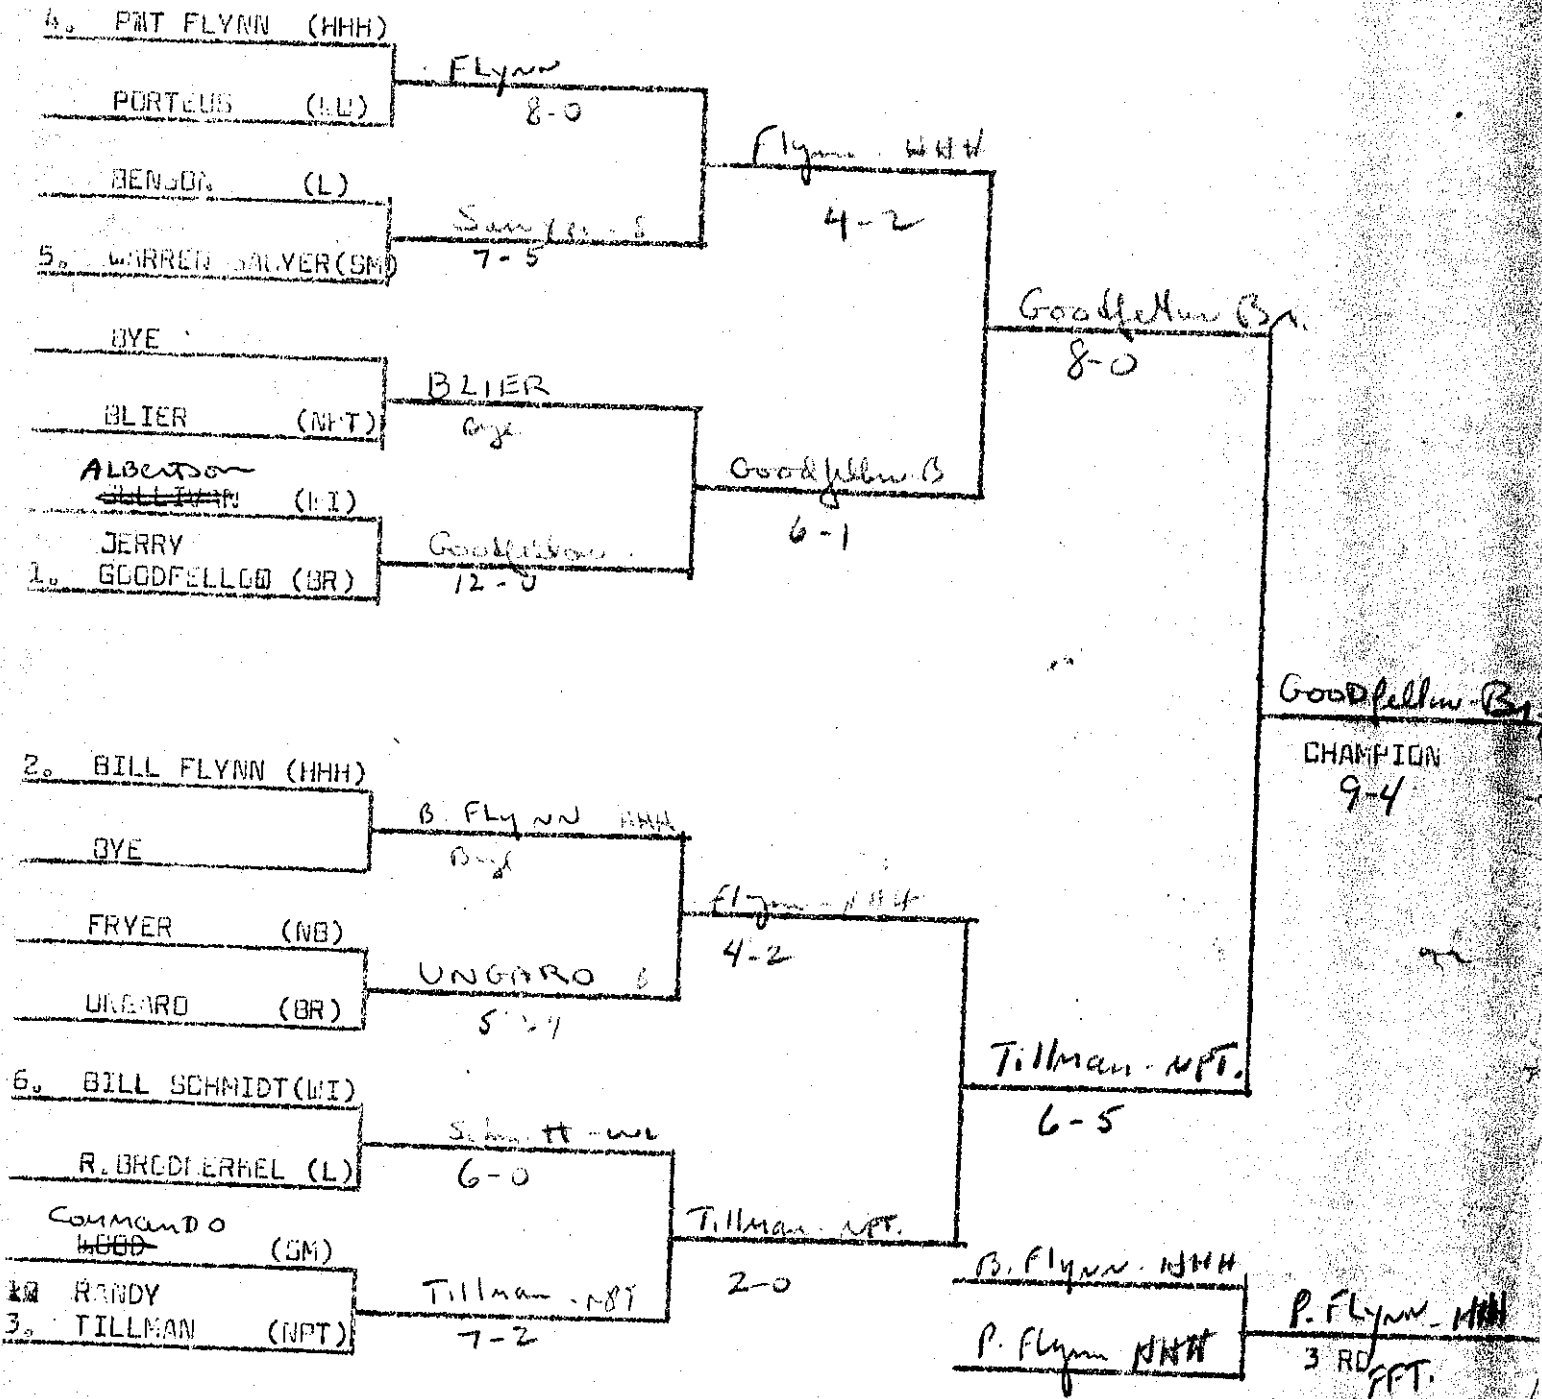 4. PAT FLYNN (HHH)
FLYNN
8-0
PORTEUS
Flynn - HHH
4-2
BENSON (L)
7-5
5. WARREN SAWYER (SM)
Goodfellow Br.
8-0
BYE
BLIER
Bye
BLIER (NPT)
Albertson
(WI)
Goodfellow B
6-1
JERRY
1. GOODFELLOW (BR)
Goodfellow
12-0
Goodfellow - Br.
CHAMPION
9-4
2. BILL FLYNN (HHH)
B. FLYNN HHH
Bye
BYE
Flynn - HHH
4-2
FRYER (NB)
UNGARO B
UNGARO (BR)
Tillman - NPT.
6-5
6. BILL SCHMIDT (WI)
Schmidt - WI
6-0
(L)
Commando
WOOD (SM)
Tillman - NPT.
2-0
RANDY
3. TILLMAN (NPT)
Tillman - NPT
7-2
B. Flynn - HHH
P. Flynn HHH
P. FLYNN - HHH
3 RD